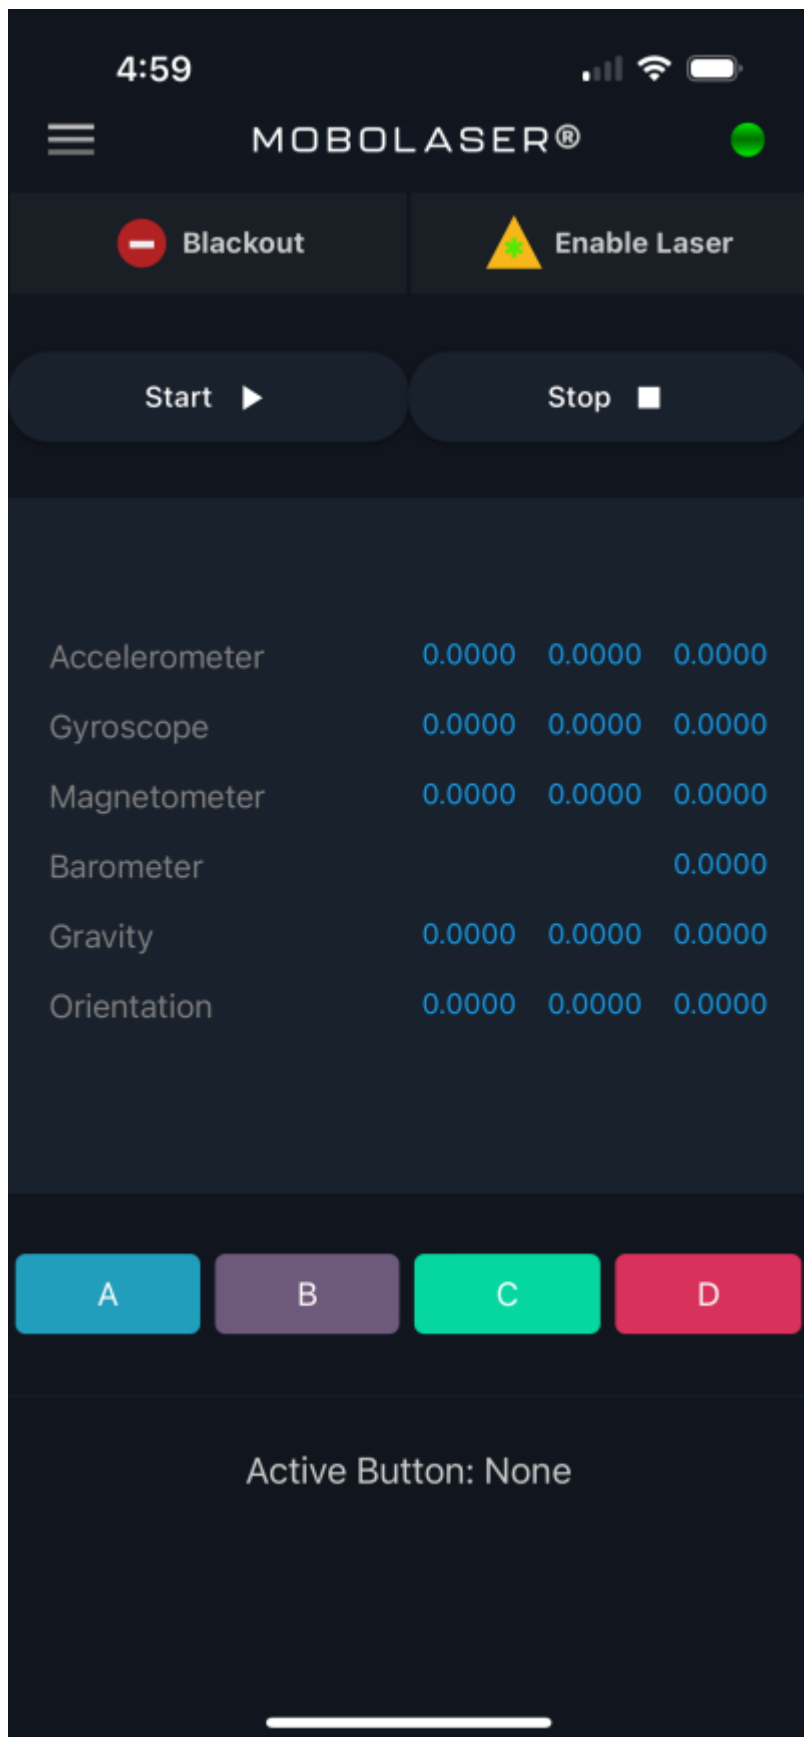 4:59
MOBOLASER®
Blackout Enable Laser
Start Stop
Accelerometer 0.0000 0.0000 0.0000
Gyroscope 0.0000 0.0000 0.0000
Magnetometer 0.0000 0.0000 0.0000
Barometer 0.0000
Gravity 0.0000 0.0000 0.0000
Orientation 0.0000 0.0000 0.0000
A B C D
Active Button: None